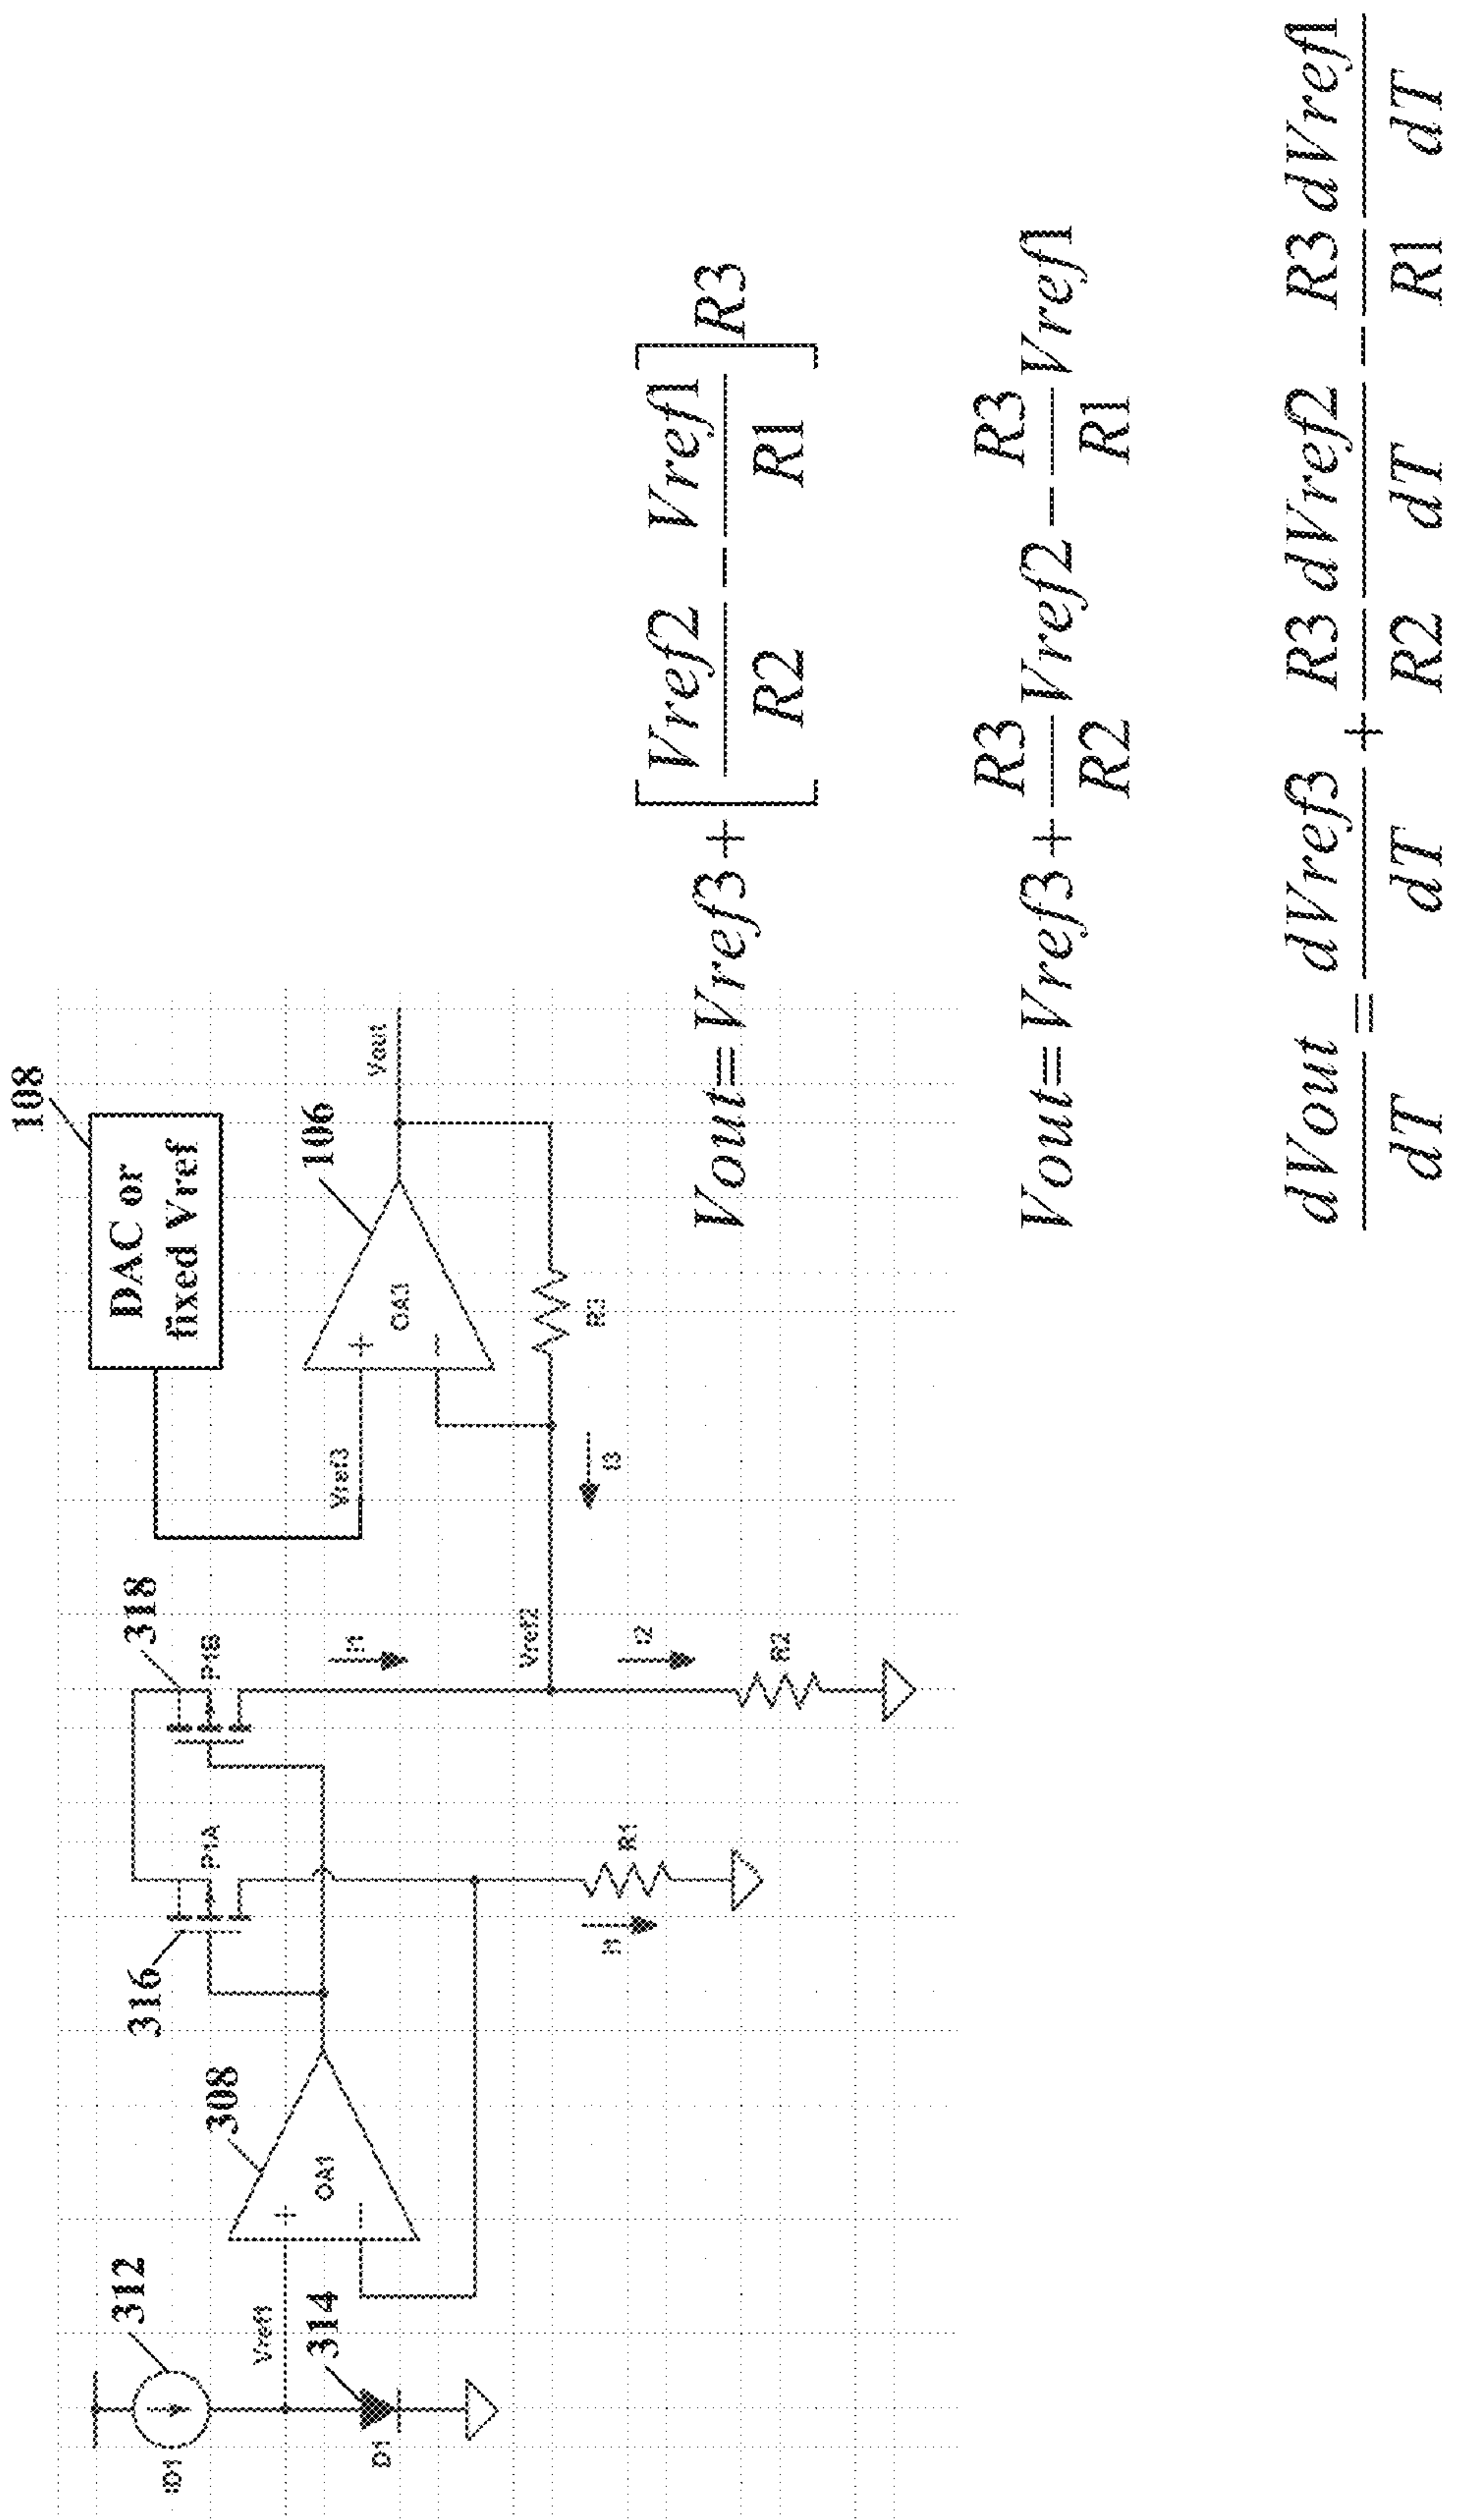 312
ID1
Vref1
314
D1
308
OA1
+
−
316
P1A
I1
R1
318
P1B
I1
Vref2
I2
R2
108
DAC or
fixed Vref
Vref3
106
OA3
+
−
I3
R3
Vout
Vout=Vref3+[Vref2/R2−Vref1/R1]R3
Vout=Vref3+R3/R2 Vref2−R3/R1 Vref1
dVout/dT=dVref3/dT+R3/R2 dVref2/dT−R3/R1 dVref1/dT